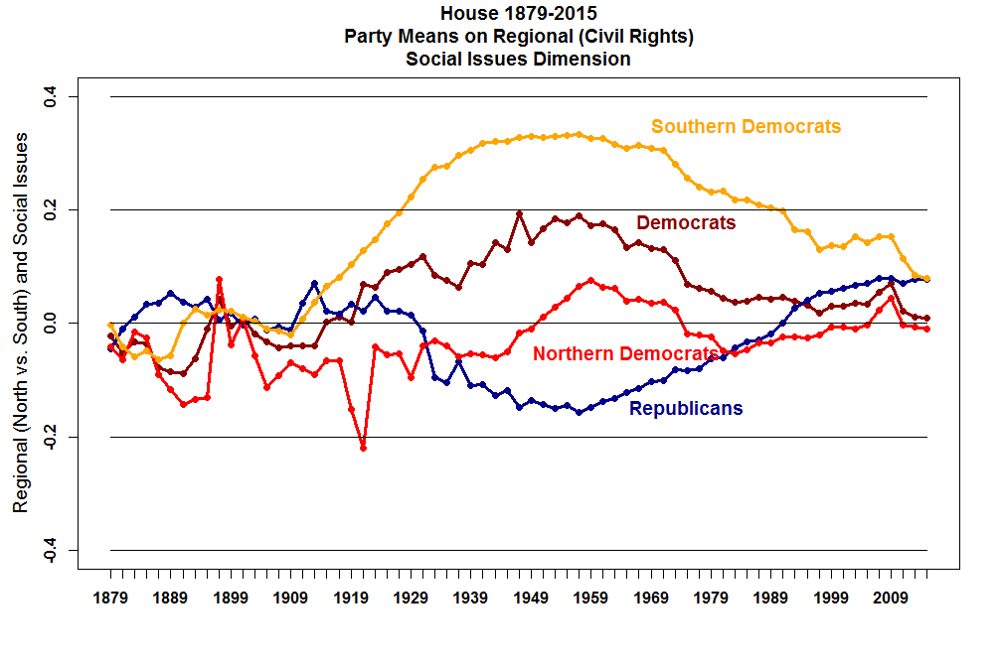 House 1879-2015
Party Means on Regional (Civil Rights)
Social Issues Dimension
Regional (North vs. South) and Social Issues
0.4
0.2
0.0
-0.2
-0.4
Southern Democrats
Democrats
Northern Democrats
Republicans
1879 1889 1899 1909 1919 1929 1939 1949 1959 1969 1979 1989 1999 2009